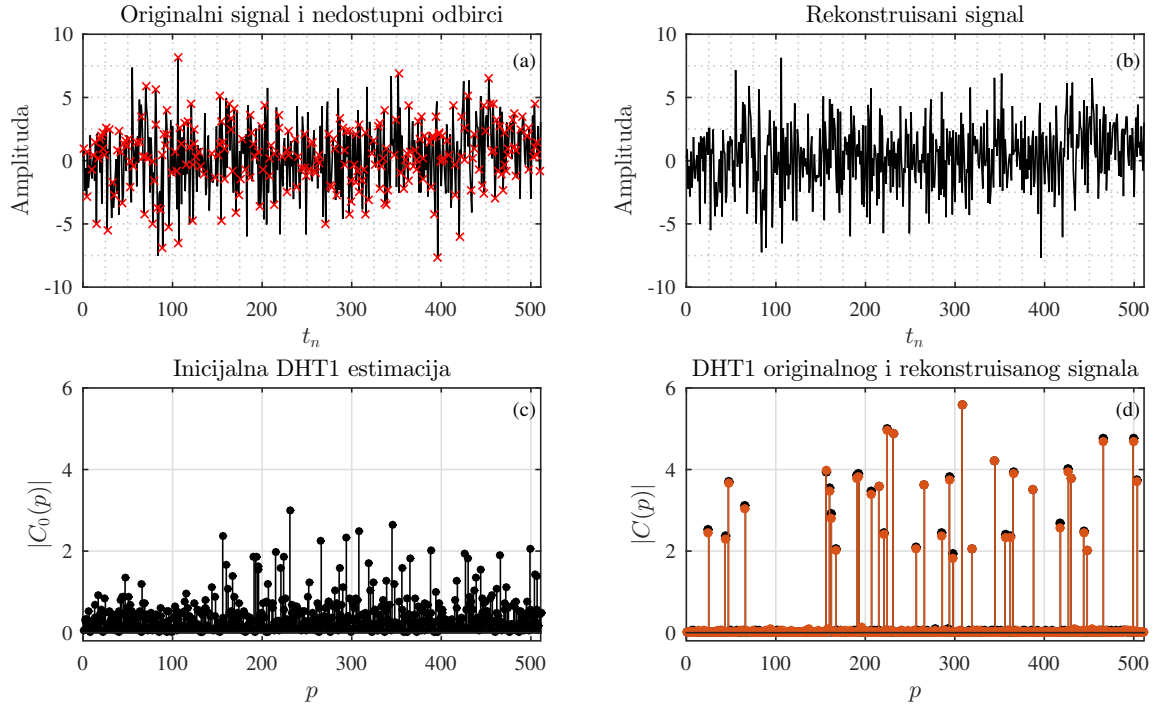 Originalni signal i nedostupni odbirci
10
5
0
-5
-10
Amplituda
(a)
0 100 200 300 400 500
t_n
Rekonstruisani signal
10
5
0
-5
-10
Amplituda
(b)
0 100 200 300 400 500
t_n
Inicijalna DHT1 estimacija
6
4
2
0
|C_0(p)|
(c)
0 100 200 300 400 500
p
DHT1 originalnog i rekonstruisanog signala
6
4
2
0
|C(p)|
(d)
0 100 200 300 400 500
p